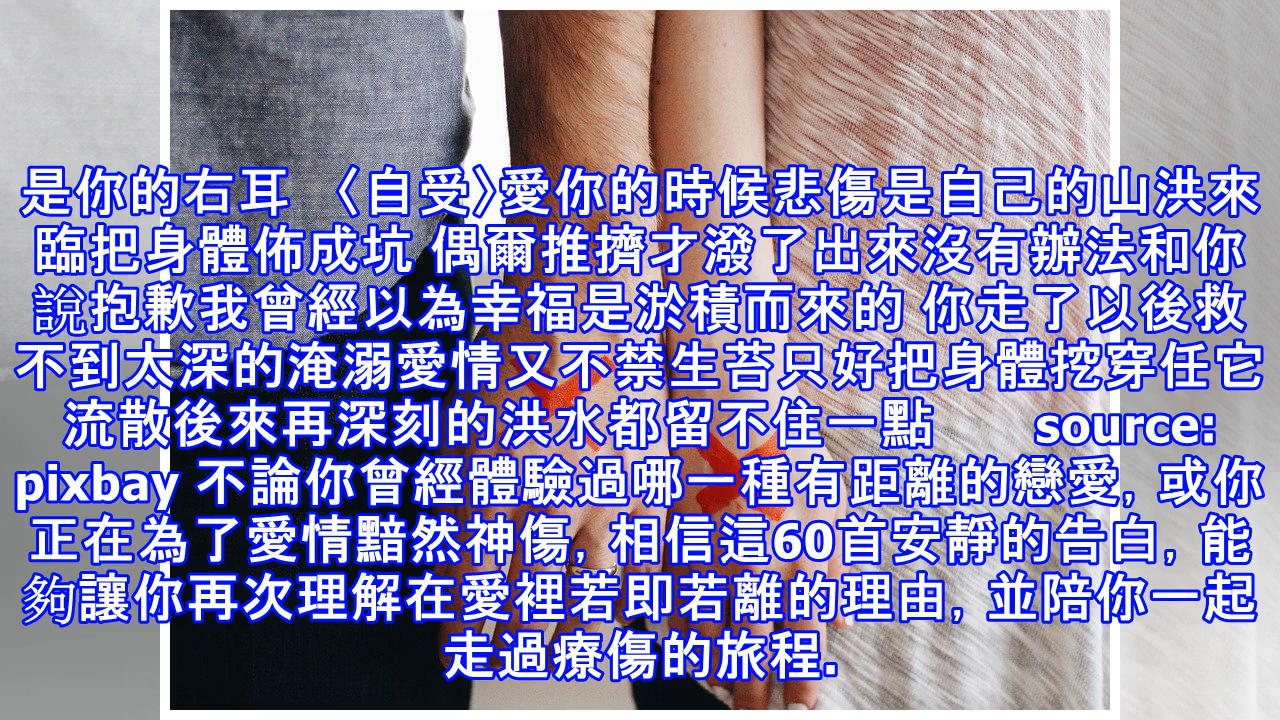 是你的右耳 〈自受〉愛你的時候悲傷是自己的山洪來
臨把身體佈成坑 偶爾推擠才潑了出來沒有辦法和你
說抱歉我曾經以為幸福是淤積而來的 你走了以後救
不到太深的淹溺愛情又不禁生苔只好把身體挖穿任它
流散後來再深刻的洪水都留不住一點 source:
pixbay 不論你曾經體驗過哪一種有距離的戀愛, 或你
正在為了愛情黯然神傷, 相信這60首安靜的告白, 能
夠讓你再次理解在愛裡若即若離的理由, 並陪你一起
走過療傷的旅程.